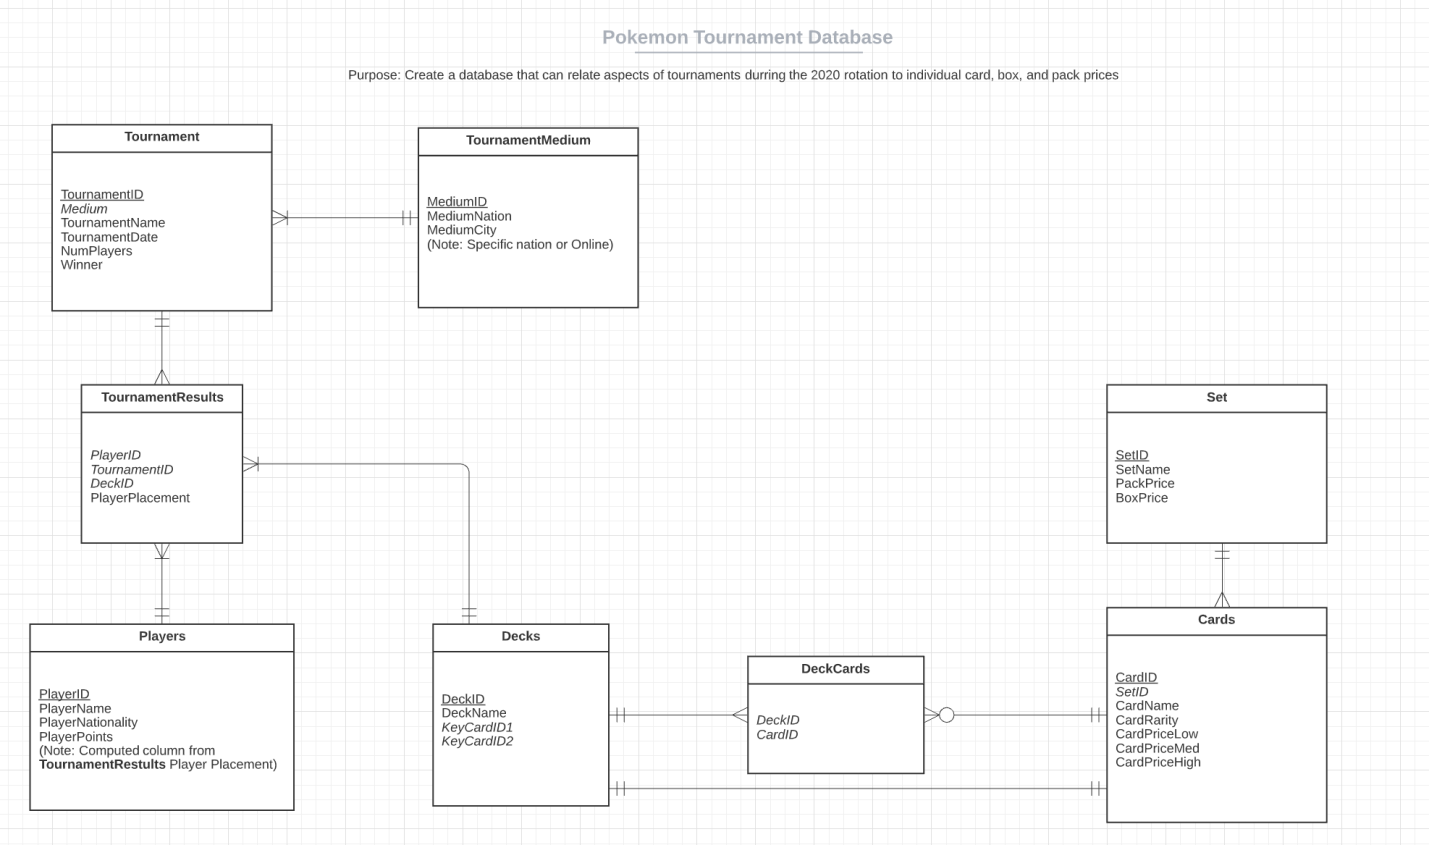 Pokemon Tournament Database
Purpose: Create a database that can relate aspects of tournaments durring the 2020 rotation to individual card, box, and pack prices
Tournament
TournamentID
Medium
TournamentName
TournamentDate
NumPlayers
Winner
TournamentMedium
MediumID
MediumNation
MediumCity
(Note: Specific nation or Online)
TournamentResults
PlayerID
TournamentID
DeckID
PlayerPlacement
Set
SetID
SetName
PackPrice
BoxPrice
Players
PlayerID
PlayerName
PlayerNationality
PlayerPoints
(Note: Computed column from
TournamentRestults Player Placement)
Decks
DeckID
DeckName
KeyCardID1
KeyCardID2
DeckCards
DeckID
CardID
Cards
CardID
SetID
CardName
CardRarity
CardPriceLow
CardPriceMed
CardPriceHigh